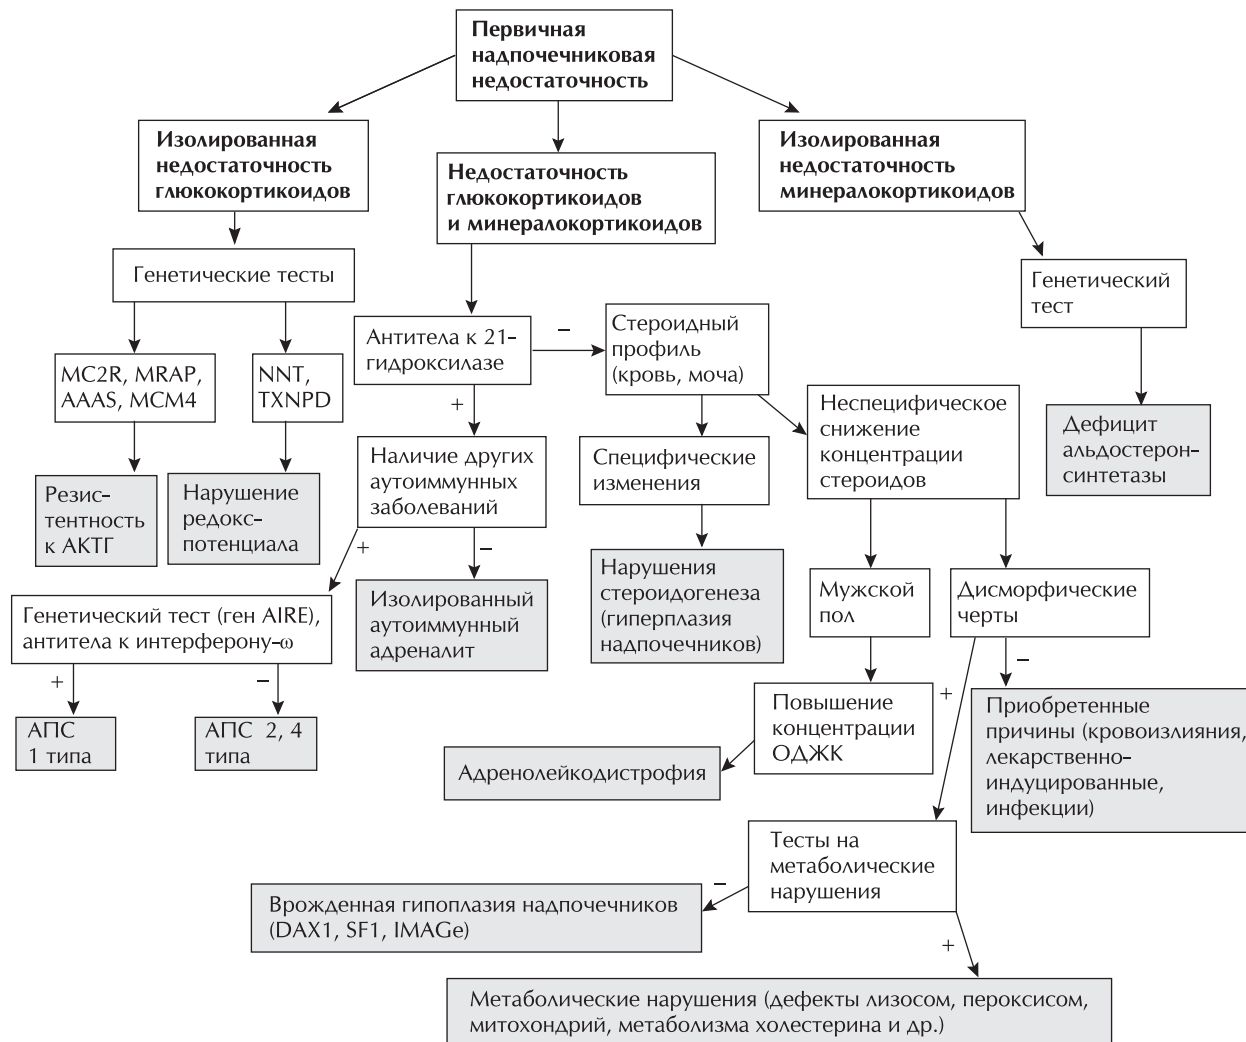 Первичная
надпочечниковая
недостаточность
Изолированная
недостаточность
глюкокортикоидов
Недостаточность
глюкокортикоидов
и минералокортикоидов
Изолированная
недостаточность
минералокортикоидов
Генетические тесты
Генетический
тест
MC2R, MRAP,
AAAS, MCM4
NNT,
TXNPD
Антитела к 21-
гидроксилазе
–
Стероидный
профиль
(кровь, моча)
Неспецифическое
снижение
концентрации
стероидов
Дефицит
альдостерон-
синтетазы
+
Резис-
тентность
к АКТГ
Нарушение
редокс-
потенциала
Наличие других
аутоиммунных
заболеваний
Специфические
изменения
+
–
Генетический тест (ген AIRE),
антитела к интерферону-ω
Изолированный
аутоиммунный
адреналит
Нарушения
стероидогенеза
(гиперплазия
надпочечников)
Мужской
пол
Дисморфические
черты
+
–
АПС
1 типа
АПС 2, 4
типа
Повышение
концентрации
ОДЖК
+
–
Приобретенные
причины (кровоизлияния,
лекарственно-
индуцированные,
инфекции)
Адренолейкодистрофия
Тесты на
метаболические
нарушения
–
Врожденная гипоплазия надпочечников
(DAX1, SF1, IMAGe)
+
Метаболические нарушения (дефекты лизосом, пероксисом,
митохондрий, метаболизма холестерина и др.)